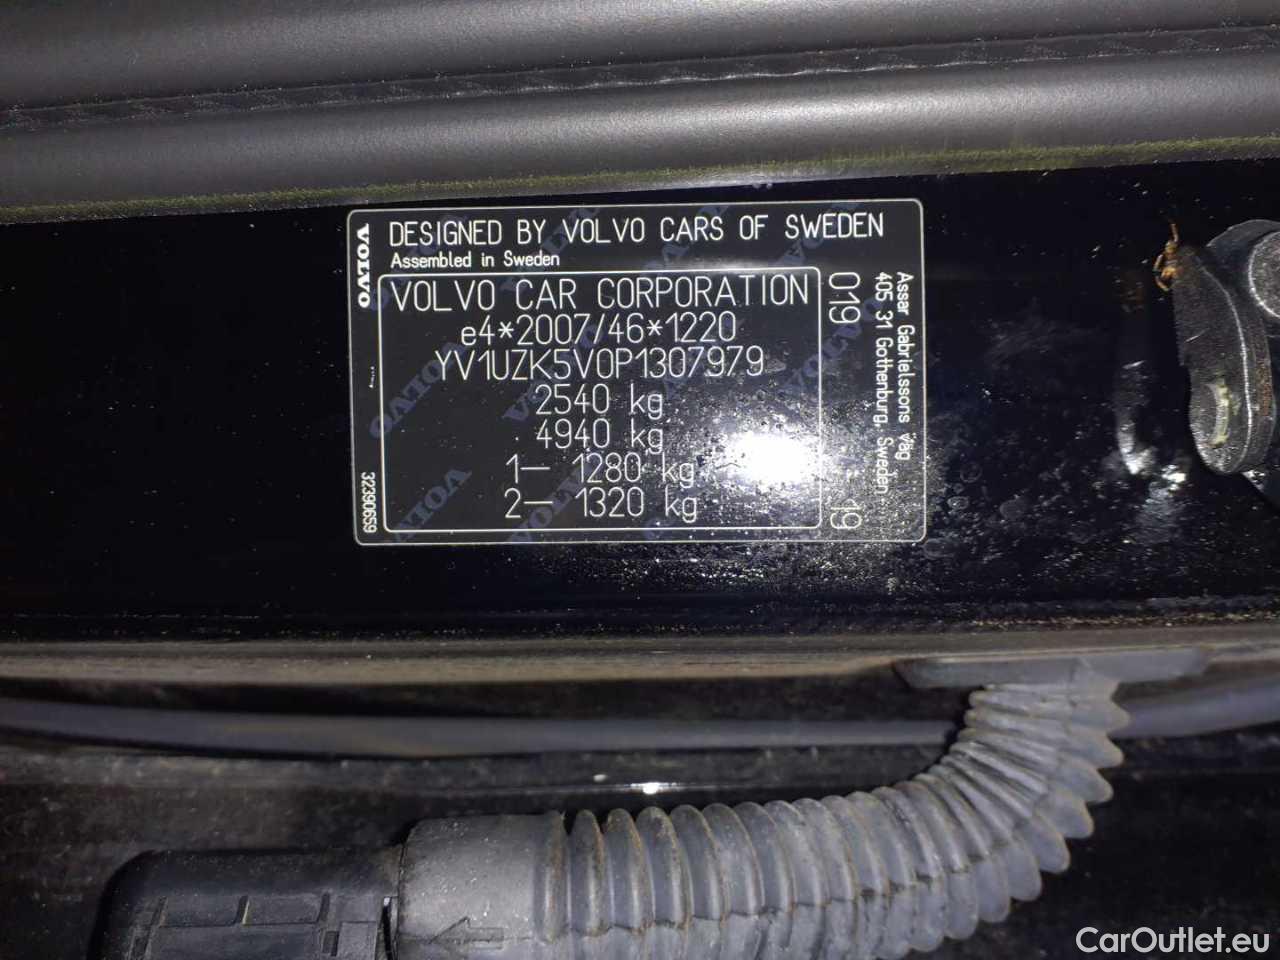 VOLVO
DESIGNED BY VOLVO CARS OF SWEDEN
Assembled in Sweden
VOLVO CAR CORPORATION
e4*2007/46*1220
YV1UZK5V0P1307979
2540 kg
4940 kg
1– 1280 kg
2– 1320 kg
019
19
Assar Gabrielssons Väg
405 31 Gothenburg, Sweden
32390659
CarOutlet.eu